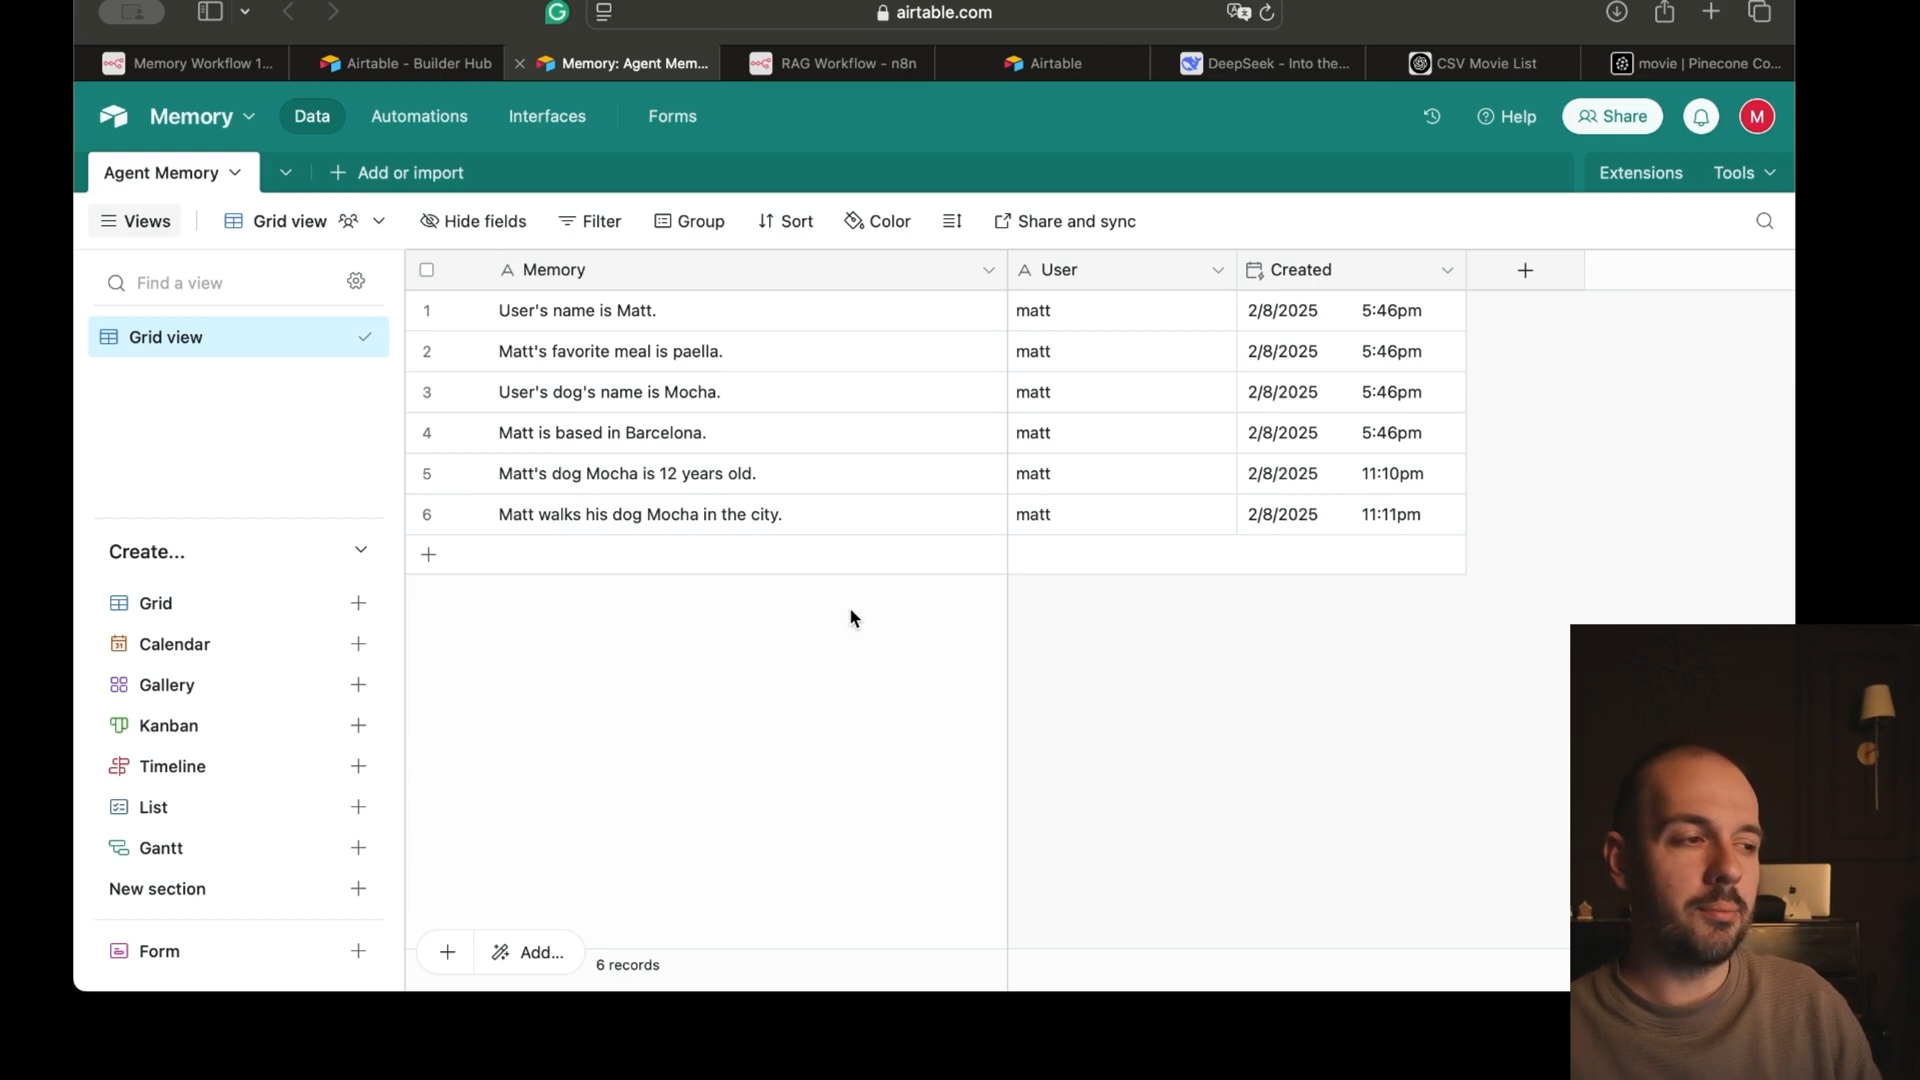 airtable.com
Memory Workflow 1...
Airtable - Builder Hub
Memory: Agent Mem...
RAG Workflow - n8n
Airtable
DeepSeek - Into the...
CSV Movie List
movie | Pinecone Co...
Memory
Data
Automations
Interfaces
Forms
Help
Share
M
Agent Memory
Add or import
Extensions
Tools
Views
Grid view
Hide fields
Filter
Group
Sort
Color
Share and sync
Find a view
Grid view
Create...
Grid
31
Calendar
Gallery
Kanban
Timeline
List
Gantt
New section
Form
A Memory
A User
Created
1 User's name is Matt. matt 2/8/2025 5:46pm
2 Matt's favorite meal is paella. matt 2/8/2025 5:46pm
3 User's dog's name is Mocha. matt 2/8/2025 5:46pm
4 Matt is based in Barcelona. matt 2/8/2025 5:46pm
5 Matt's dog Mocha is 12 years old. matt 2/8/2025 11:10pm
6 Matt walks his dog Mocha in the city. matt 2/8/2025 11:11pm
Add...
6 records